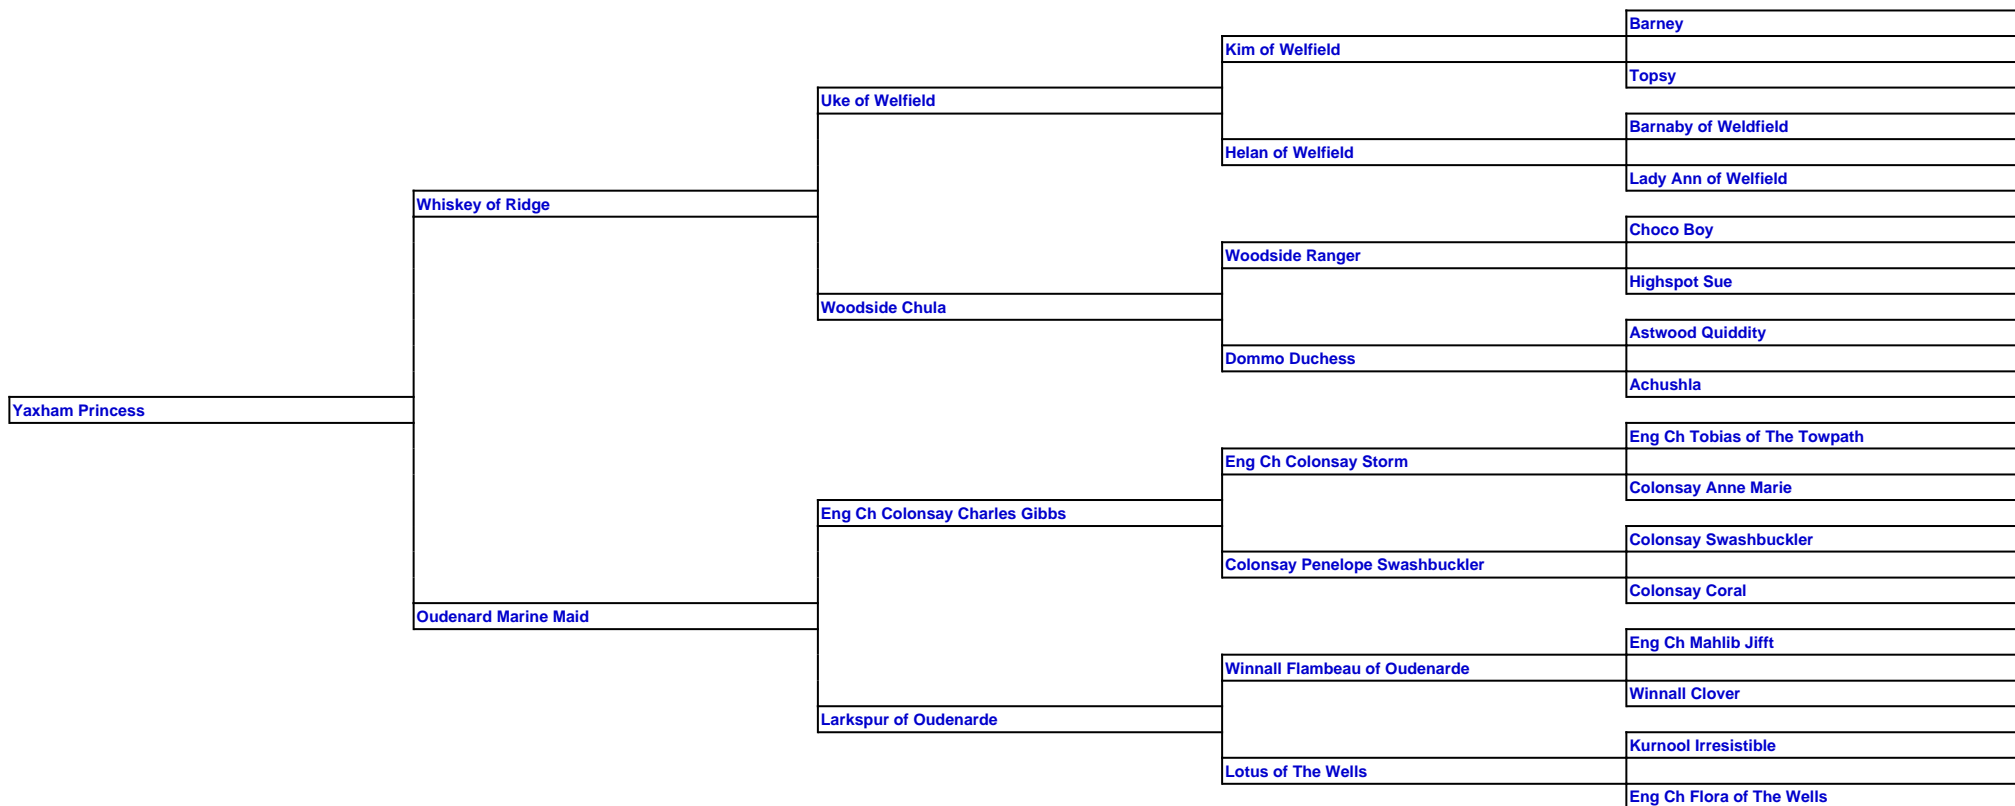 Barney
Kim of Welfield
Topsy
Uke of Welfield
Barnaby of Weldfield
Helan of Welfield
Lady Ann of Welfield
Whiskey of Ridge
Choco Boy
Woodside Ranger
Highspot Sue
Woodside Chula
Astwood Quiddity
Dommo Duchess
Achushla
Yaxham Princess
Eng Ch Tobias of The Towpath
Eng Ch Colonsay Storm
Colonsay Anne Marie
Eng Ch Colonsay Charles Gibbs
Colonsay Swashbuckler
Colonsay Penelope Swashbuckler
Colonsay Coral
Oudenard Marine Maid
Eng Ch Mahlib Jifft
Winnall Flambeau of Oudenarde
Winnall Clover
Larkspur of Oudenarde
Kurnool Irresistible
Lotus of The Wells
Eng Ch Flora of The Wells